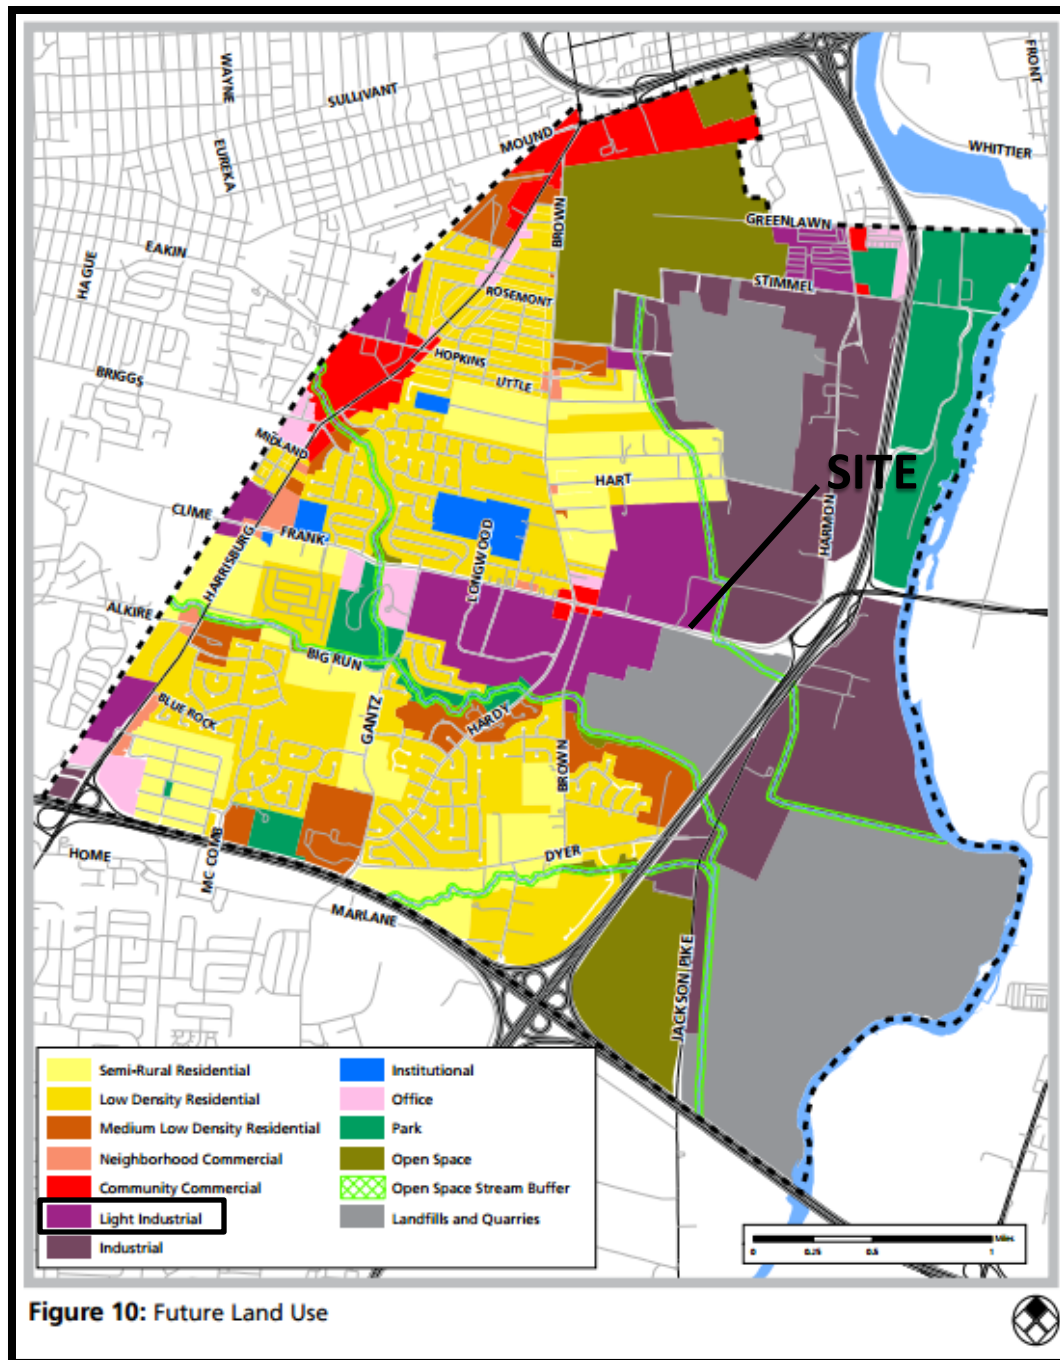 WAYNE
SULLIVANT
FRONT
MOUND
EUREKA
WHITTIER
BROWN
GREENLAWN
EAKIN
HAGUE
STIMMEL
ROSEMONT
HOPKINS
LITTLE
BRIGGS
MIDLAND
SITE
HART
CLIME
FRANK
HARRISBURG
LONGWOOD
HARMON
ALKIRE
BIG RUN
BLUE ROCK
GANTZ
HARDY
BROWN
HOME
MC COMB
DYER
MARLANE
JACKSON PIKE
Semi-Rural Residential
Low Density Residential
Medium Low Density Residential
Neighborhood Commercial
Community Commercial
Light Industrial
Industrial
Institutional
Office
Park
Open Space
Open Space Stream Buffer
Landfills and Quarries
Miles
0 0.25 0.5 1
Figure 10: Future Land Use